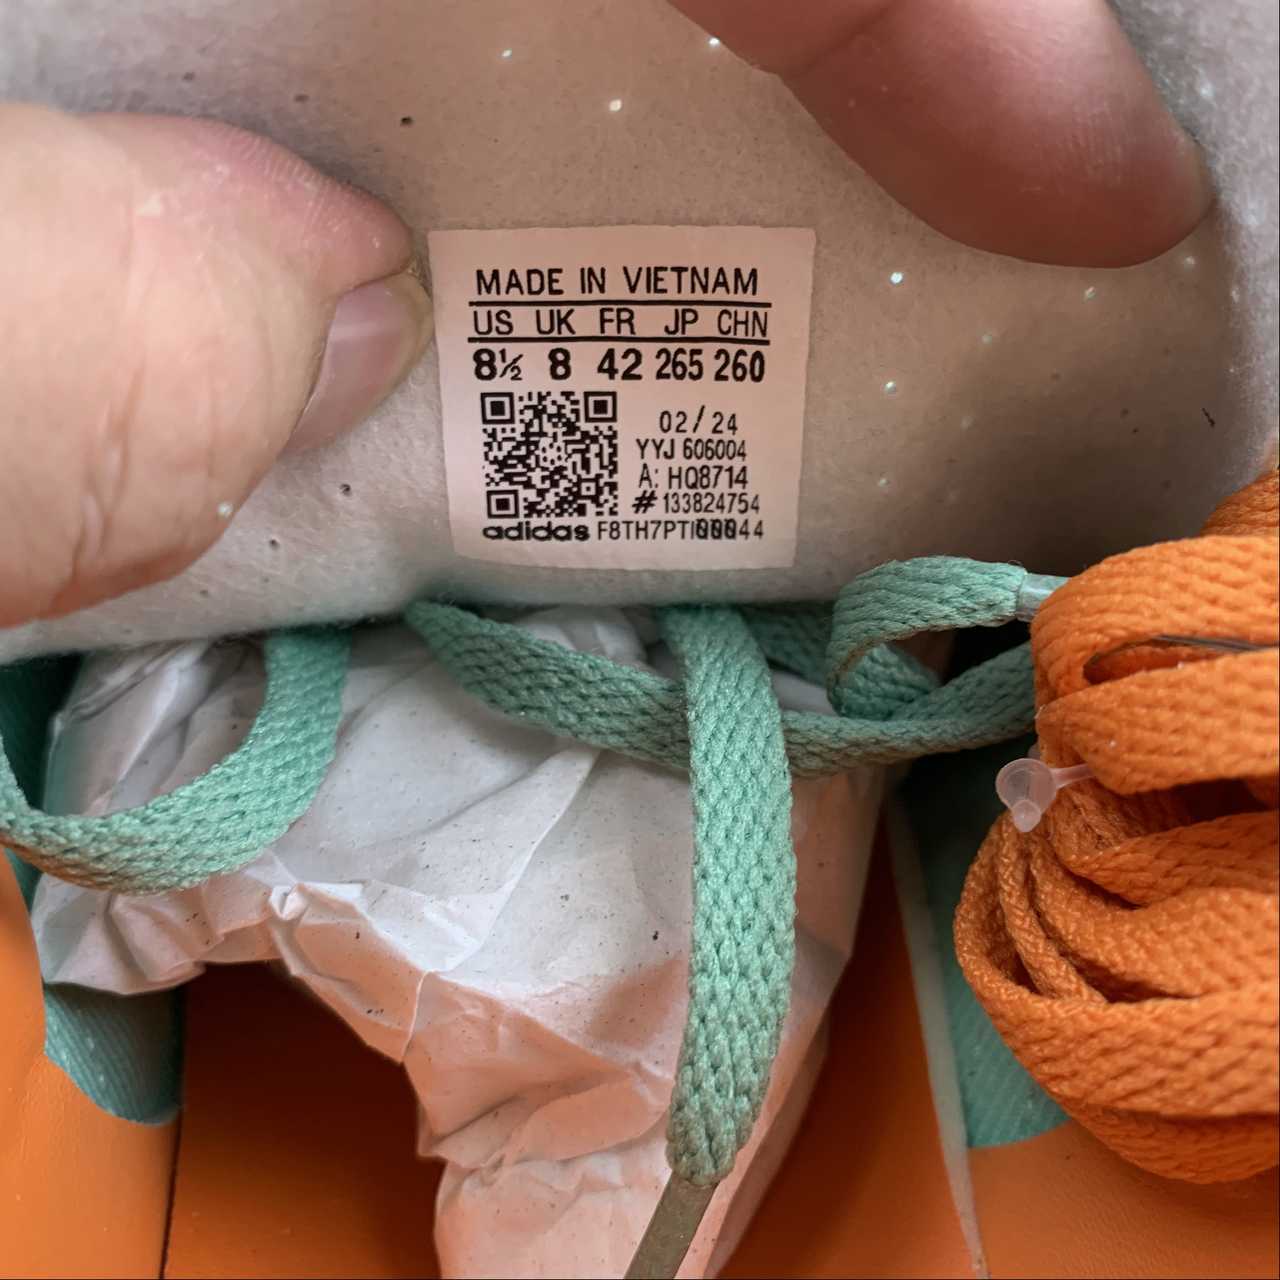 MADE IN VIETNAM
US UK FR JP CHN
8½ 8 42 265 260
02/24
YYJ 606004
A: HQ8714
# 133824754
adidas